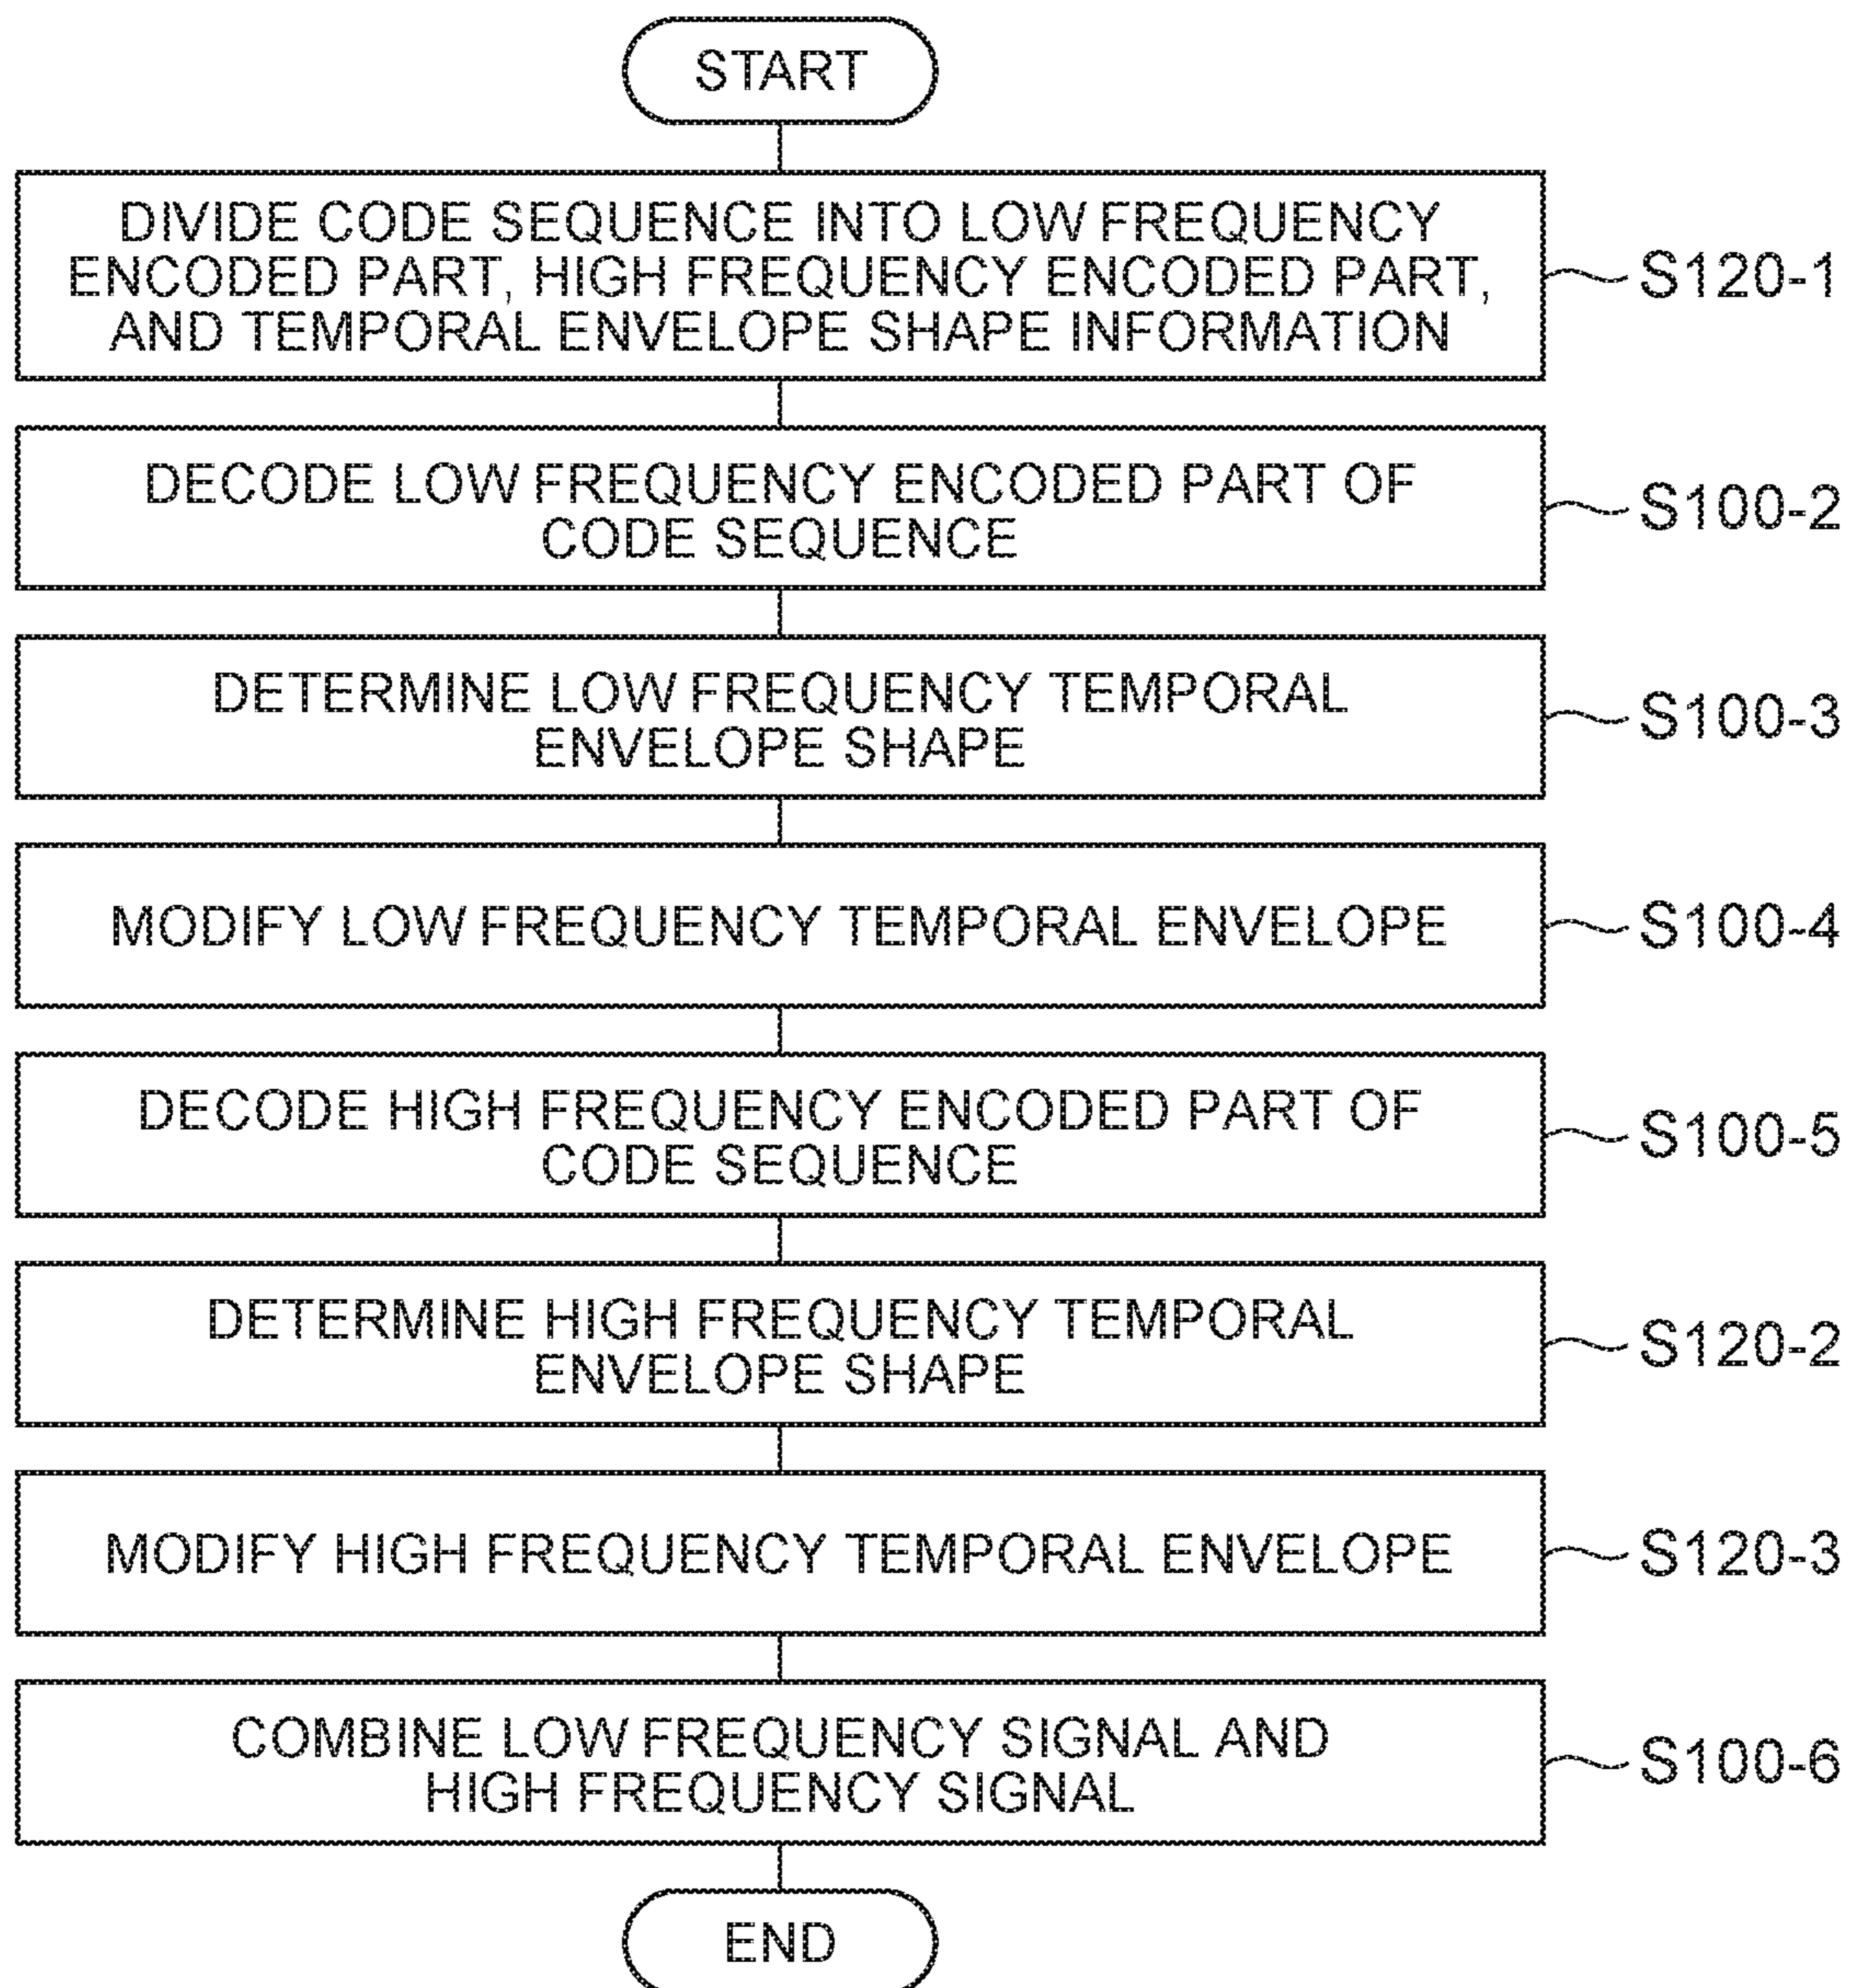 START
DIVIDE CODE SEQUENCE INTO LOW FREQUENCY
ENCODED PART, HIGH FREQUENCY ENCODED PART,
AND TEMPORAL ENVELOPE SHAPE INFORMATION
S120-1
DECODE LOW FREQUENCY ENCODED PART OF
CODE SEQUENCE
S100-2
DETERMINE LOW FREQUENCY TEMPORAL
ENVELOPE SHAPE
S100-3
MODIFY LOW FREQUENCY TEMPORAL ENVELOPE
S100-4
DECODE HIGH FREQUENCY ENCODED PART OF
CODE SEQUENCE
S100-5
DETERMINE HIGH FREQUENCY TEMPORAL
ENVELOPE SHAPE
S120-2
MODIFY HIGH FREQUENCY TEMPORAL ENVELOPE
S120-3
COMBINE LOW FREQUENCY SIGNAL AND
HIGH FREQUENCY SIGNAL
S100-6
END